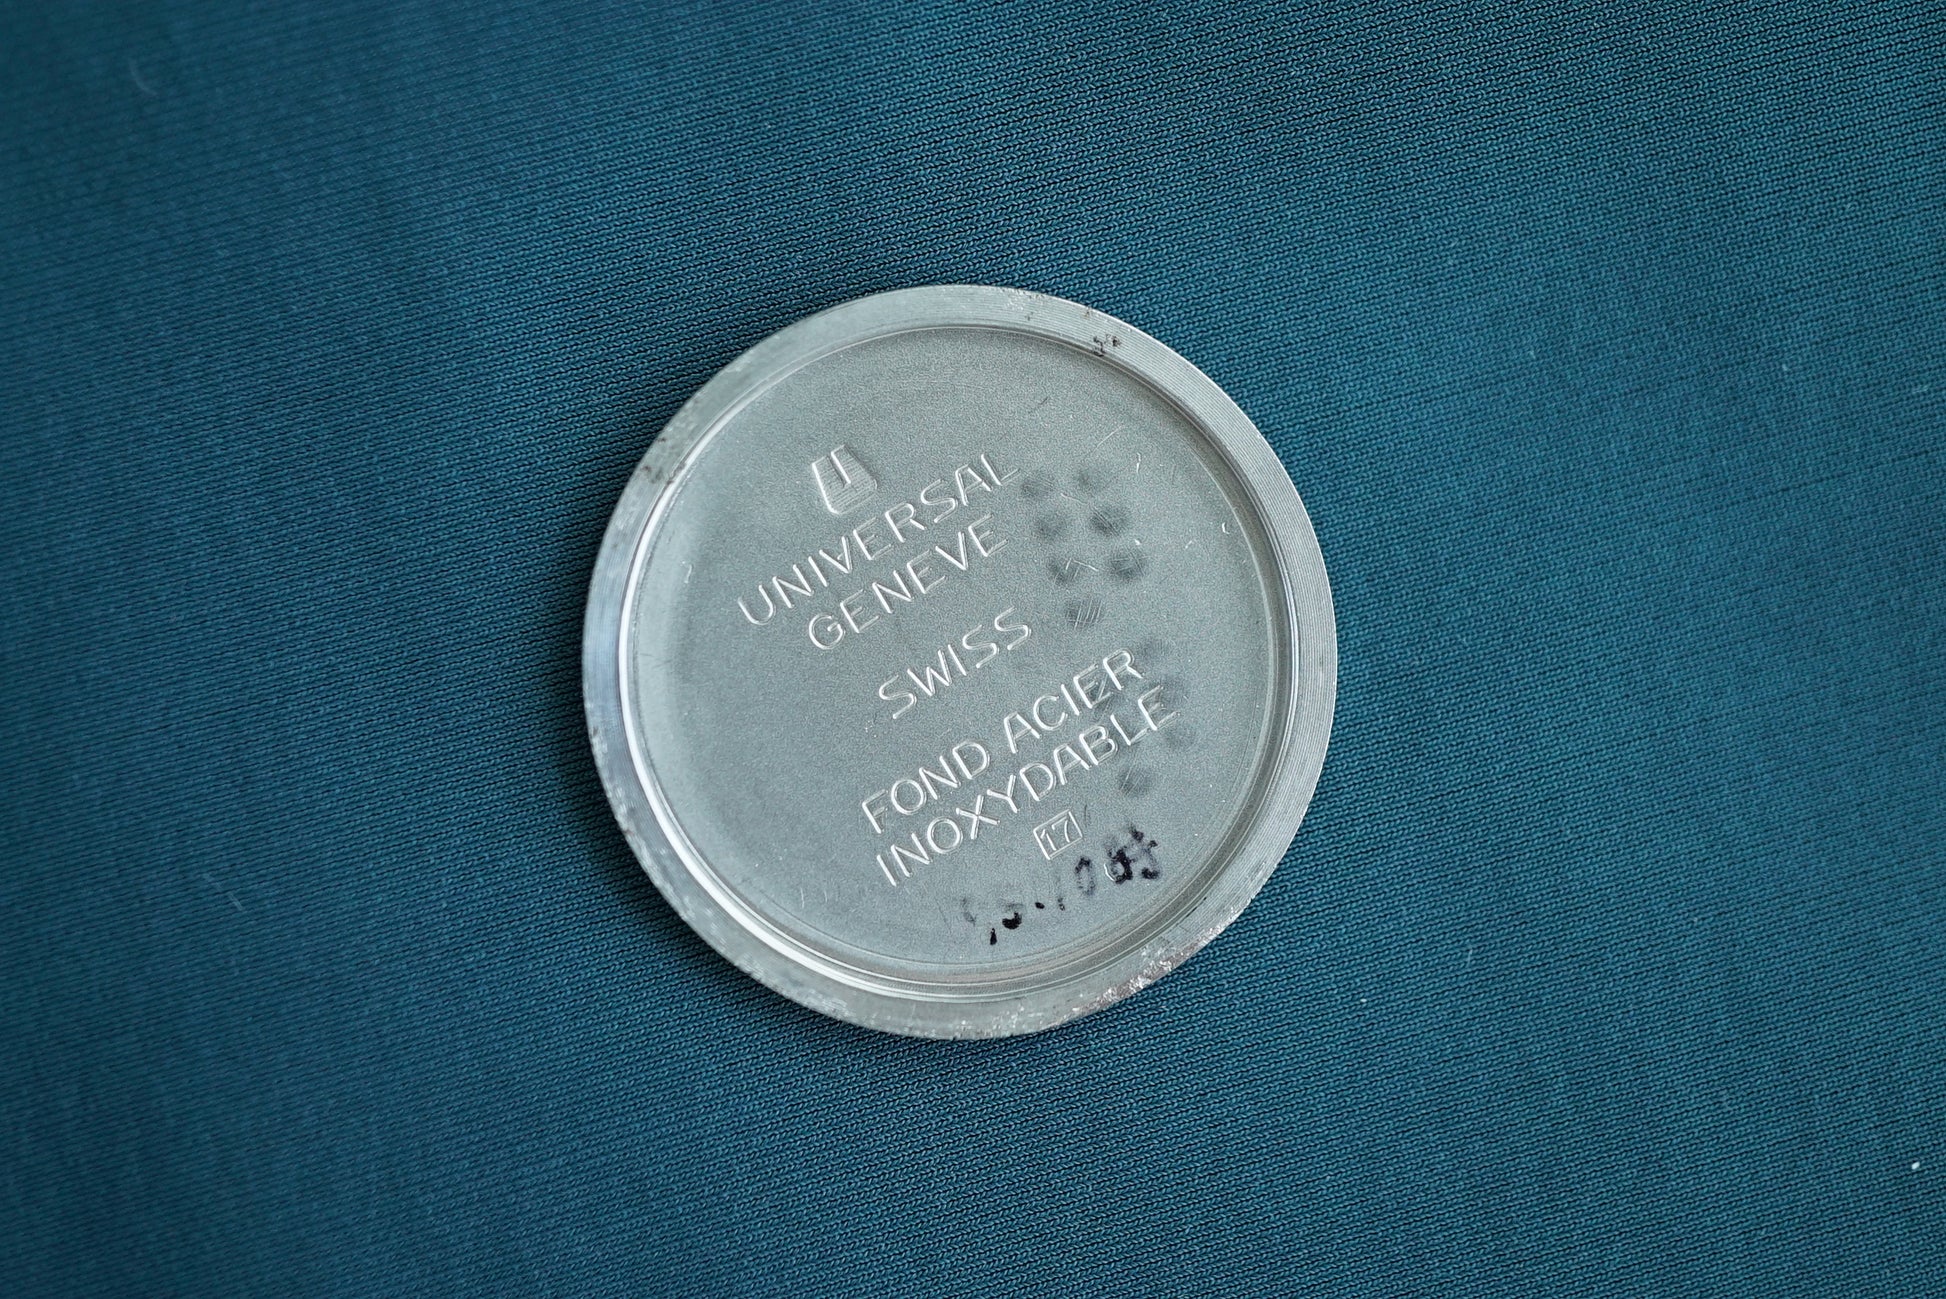 UNIVERSAL
GENEVE
SWISS
FOND ACIER
INOXYDABLE
17